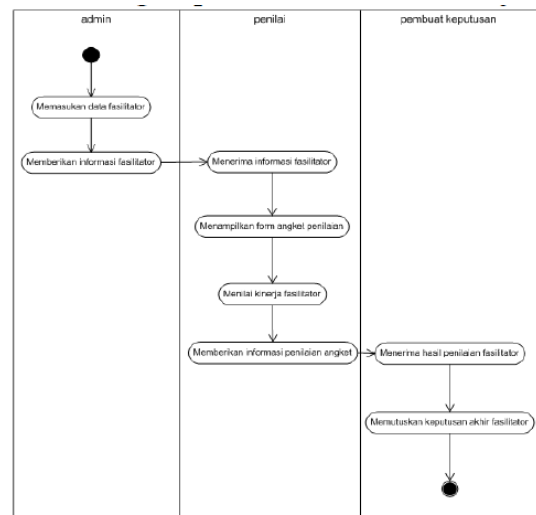 admin
penilai
pembuat keputusan
Memasukan data fasilitator
Memberikan informasi fasilitator
Menerima informasi fasilitator
Menampilkan form angket penilaian
Menilai kinerja fasilitator
Memberikan informasi penilaian angket
Menerima hasil penilaian fasilitator
Memutuskan keputusan akhir fasilitator